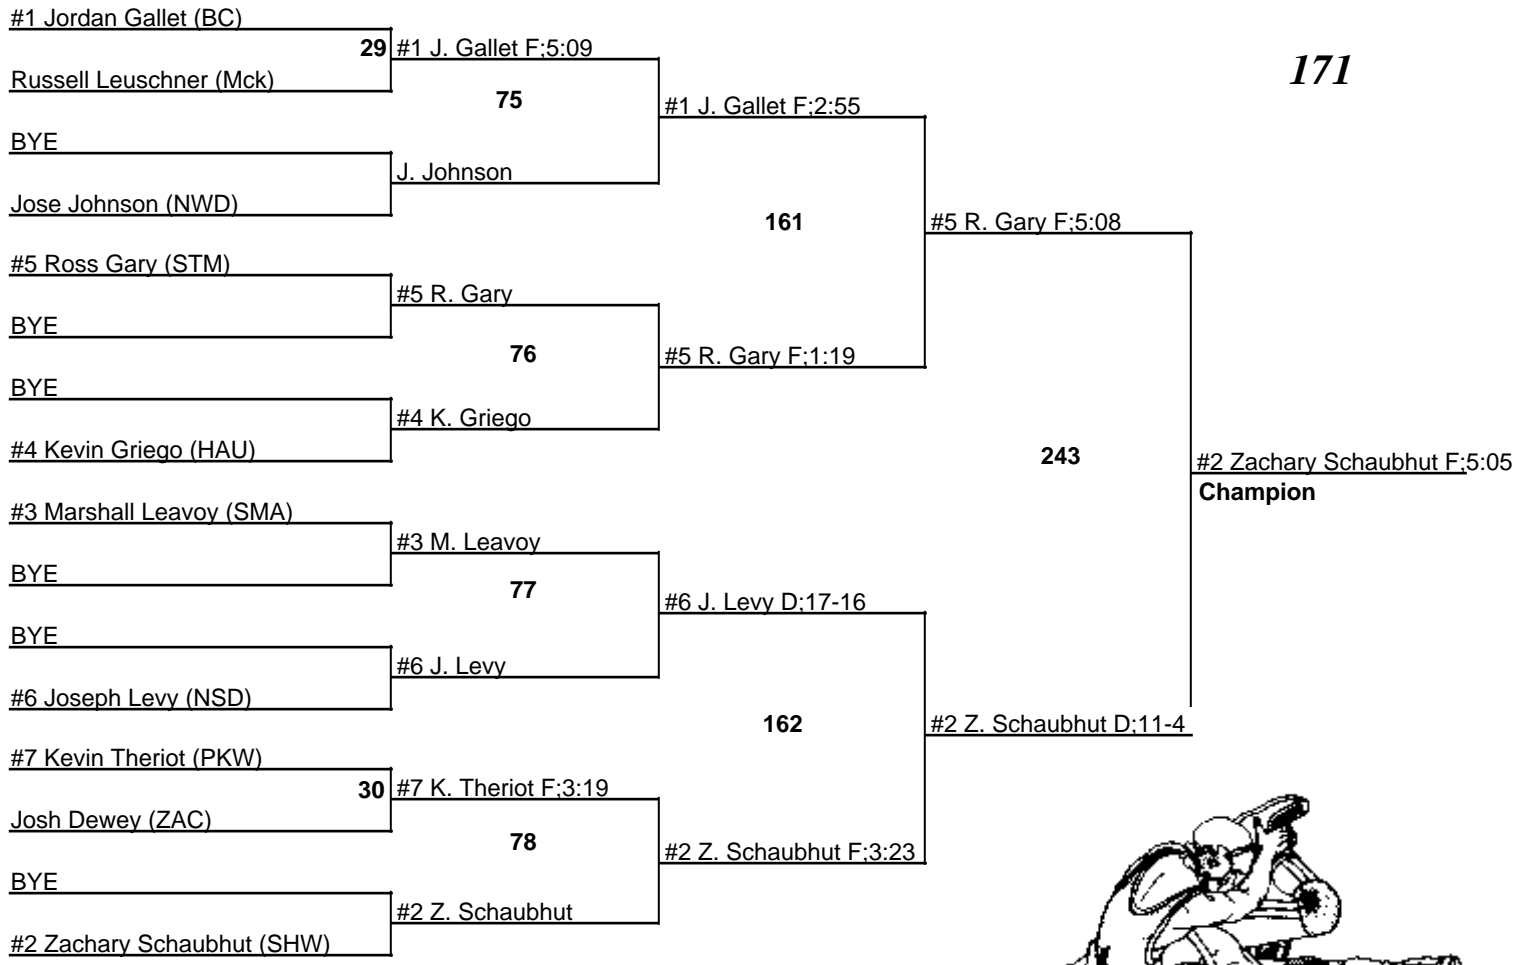 #1 Jordan Gallet (BC)
29 #1 J. Gallet F;5:09
171
Russell Leuschner (Mck)
75
#1 J. Gallet F;2:55
BYE
J. Johnson
Jose Johnson (NWD)
161
#5 R. Gary F;5:08
#5 Ross Gary (STM)
#5 R. Gary
BYE
76
#5 R. Gary F;1:19
BYE
#4 K. Griego
#4 Kevin Griego (HAU)
243
#2 Zachary Schaubhut F;5:05
Champion
#3 Marshall Leavoy (SMA)
#3 M. Leavoy
BYE
77
#6 J. Levy D;17-16
BYE
#6 J. Levy
#6 Joseph Levy (NSD)
162
#2 Z. Schaubhut D;11-4
#7 Kevin Theriot (PKW)
30 #7 K. Theriot F;3:19
Josh Dewey (ZAC)
78
#2 Z. Schaubhut F;3:23
BYE
#2 Z. Schaubhut
#2 Zachary Schaubhut (SHW)